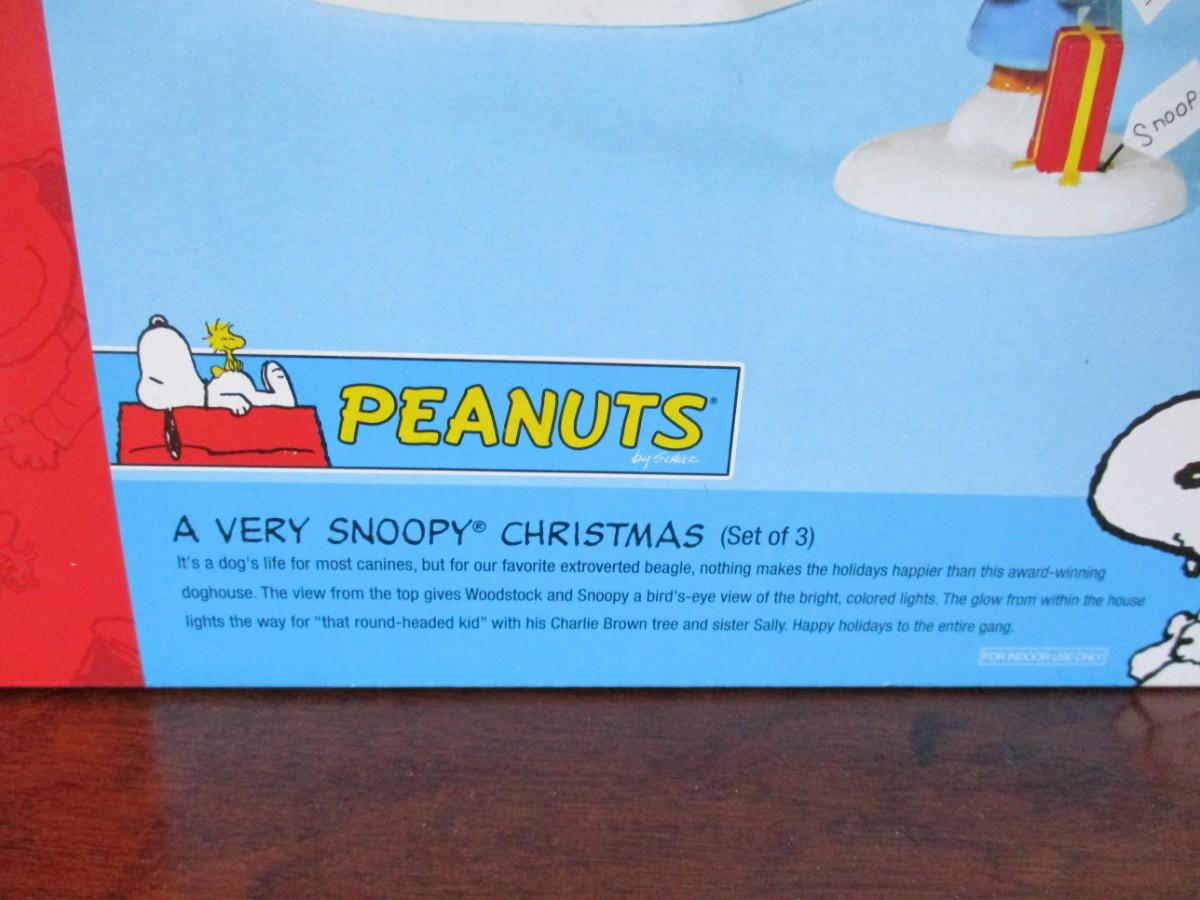 Snoop
PEANUTS®
by Schulz
A VERY SNOOPY® CHRISTMAS (Set of 3)
It's a dog's life for most canines, but for our favorite extroverted beagle, nothing makes the holidays happier than this award-winning
doghouse. The view from the top gives Woodstock and Snoopy a bird's-eye view of the bright, colored lights. The glow from within the house
lights the way for “that round-headed kid” with his Charlie Brown tree and sister Sally. Happy holidays to the entire gang.
FOR INDOOR USE ONLY